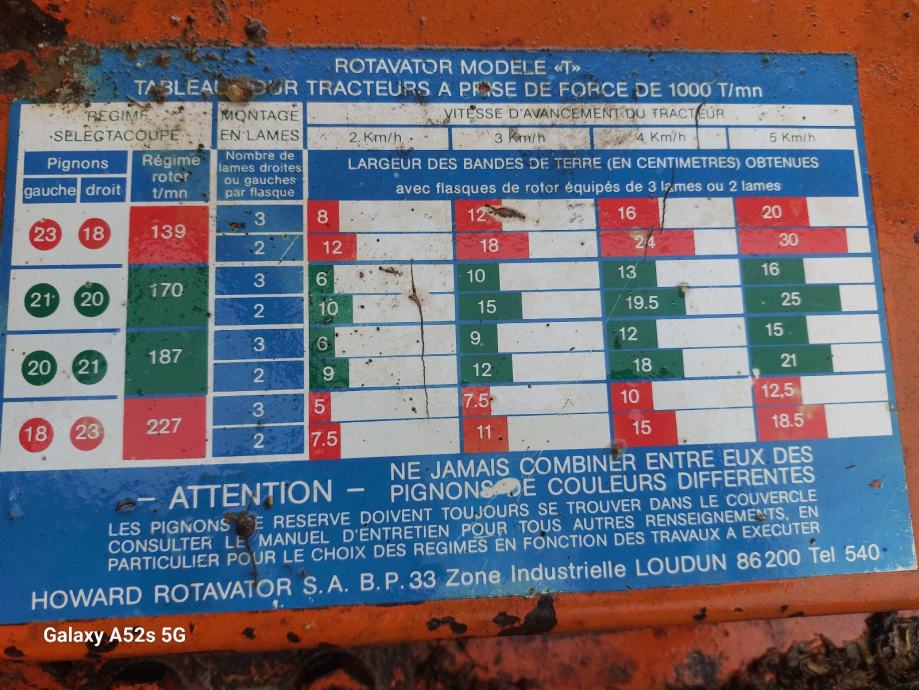 ROTAVATOR MODELE «T»
TABLEAU POUR TRACTEURS A PRISE DE FORCE DE 1000 T/mn
REGIME SELECTACOUPE
MONTAGE EN LAMES
VITESSE D'AVANCEMENT DU TRACTEUR
2 Km/h 3 Km/h 4 Km/h 5 Km/h
Pignons
gauche droit
Régime rotor t/mn
Nombre de lames droites ou gauches par flasque
LARGEUR DES BANDES DE TERRE (EN CENTIMETRES) OBTENUES
avec flasques de rotor équipés de 3 lames ou 2 lames
23 18 139 3 8 12 16 20
2 12 18 24 30
21 20 170 3 6 10 13 16
2 10 15 19.5 25
20 21 187 3 6 9 12 15
2 9 12 18 21
18 23 227 3 5 7.5 10 12,5
2 7.5 11 15 18.5
— ATTENTION — NE JAMAIS COMBINER ENTRE EUX DES
PIGNONS DE COULEURS DIFFERENTES
LES PIGNONS DE RESERVE DOIVENT TOUJOURS SE TROUVER DANS LE COUVERCLE
CONSULTER LE MANUEL D'ENTRETIEN POUR TOUS AUTRES RENSEIGNEMENTS, EN
PARTICULIER POUR LE CHOIX DES REGIMES EN FONCTION DES TRAVAUX A EXECUTER
HOWARD ROTAVATOR S.A. B.P. 33 Zone Industrielle LOUDUN 86200 Tel 540
Galaxy A52s 5G